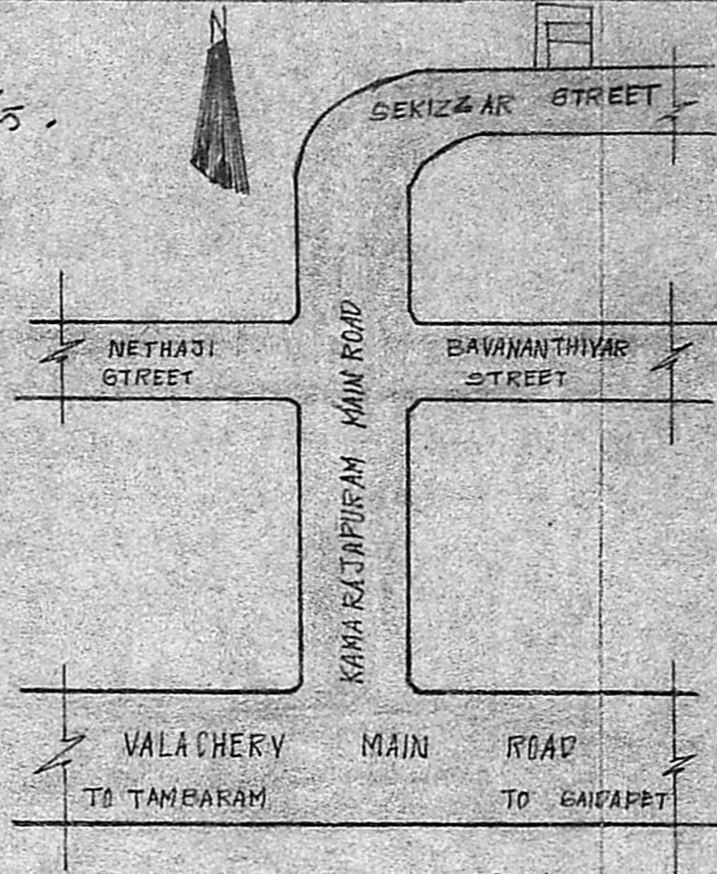 N
SEKIZZAR STREET
NETHAJI
STREET
BAVANANTHIYAR
STREET
KAMARAJAPURAM MAIN ROAD
VALACHERY MAIN ROAD
TO TAMBARAM
TO SAIDAPET